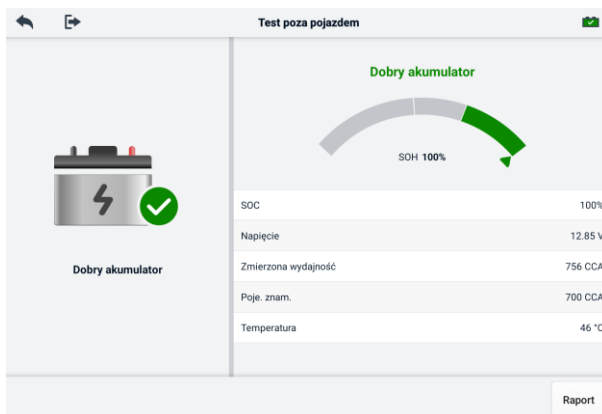 Test poza pojazdem
Dobry akumulator
Dobry akumulator
SOH 100%
SOC 100%
Napięcie 12.85 V
Zmierzona wydajność 756 CCA
Poje. znam. 700 CCA
Temperatura 46 °C
Raport